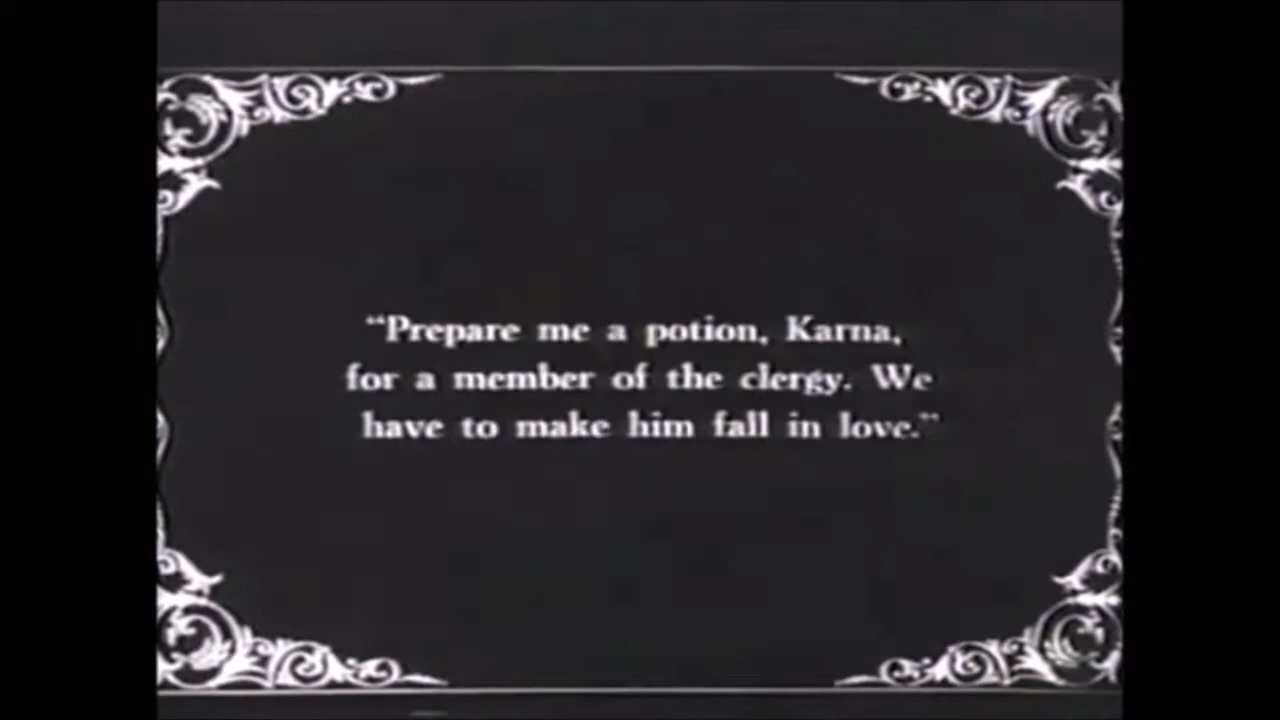 “Prepare me a potion, Karna,
for a member of the clergy. We
have to make him fall in love.”